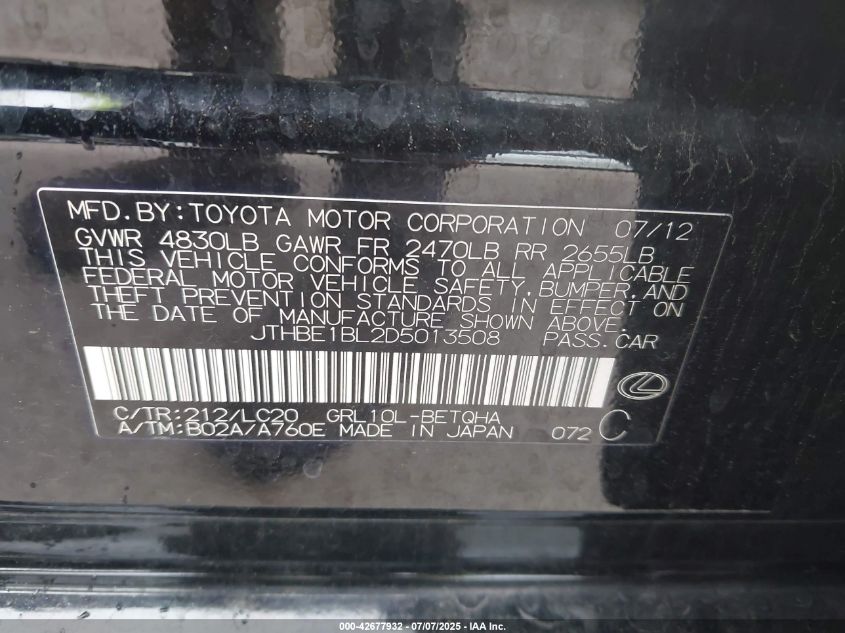 MFD.BY:TOYOTA MOTOR CORPORATION 07/12
GVWR 4830LB GAWR FR 2470LB RR 2655LB
THIS VEHICLE CONFORMS TO ALL APPLICABLE
FEDERAL MOTOR VEHICLE SAFETY,BUMPER,AND
THEFT PREVENTION STANDARDS IN EFFECT ON
THE DATE OF MANUFACTURE SHOWN ABOVE.
JTHBE1BL2D5013508 PASS.CAR
C/TR:212/LC20 GRL10L-BETQHA
A/TM:B02A/A760E MADE IN JAPAN 072 C
000-42677932 / 07/07/2025 - IAA Inc.